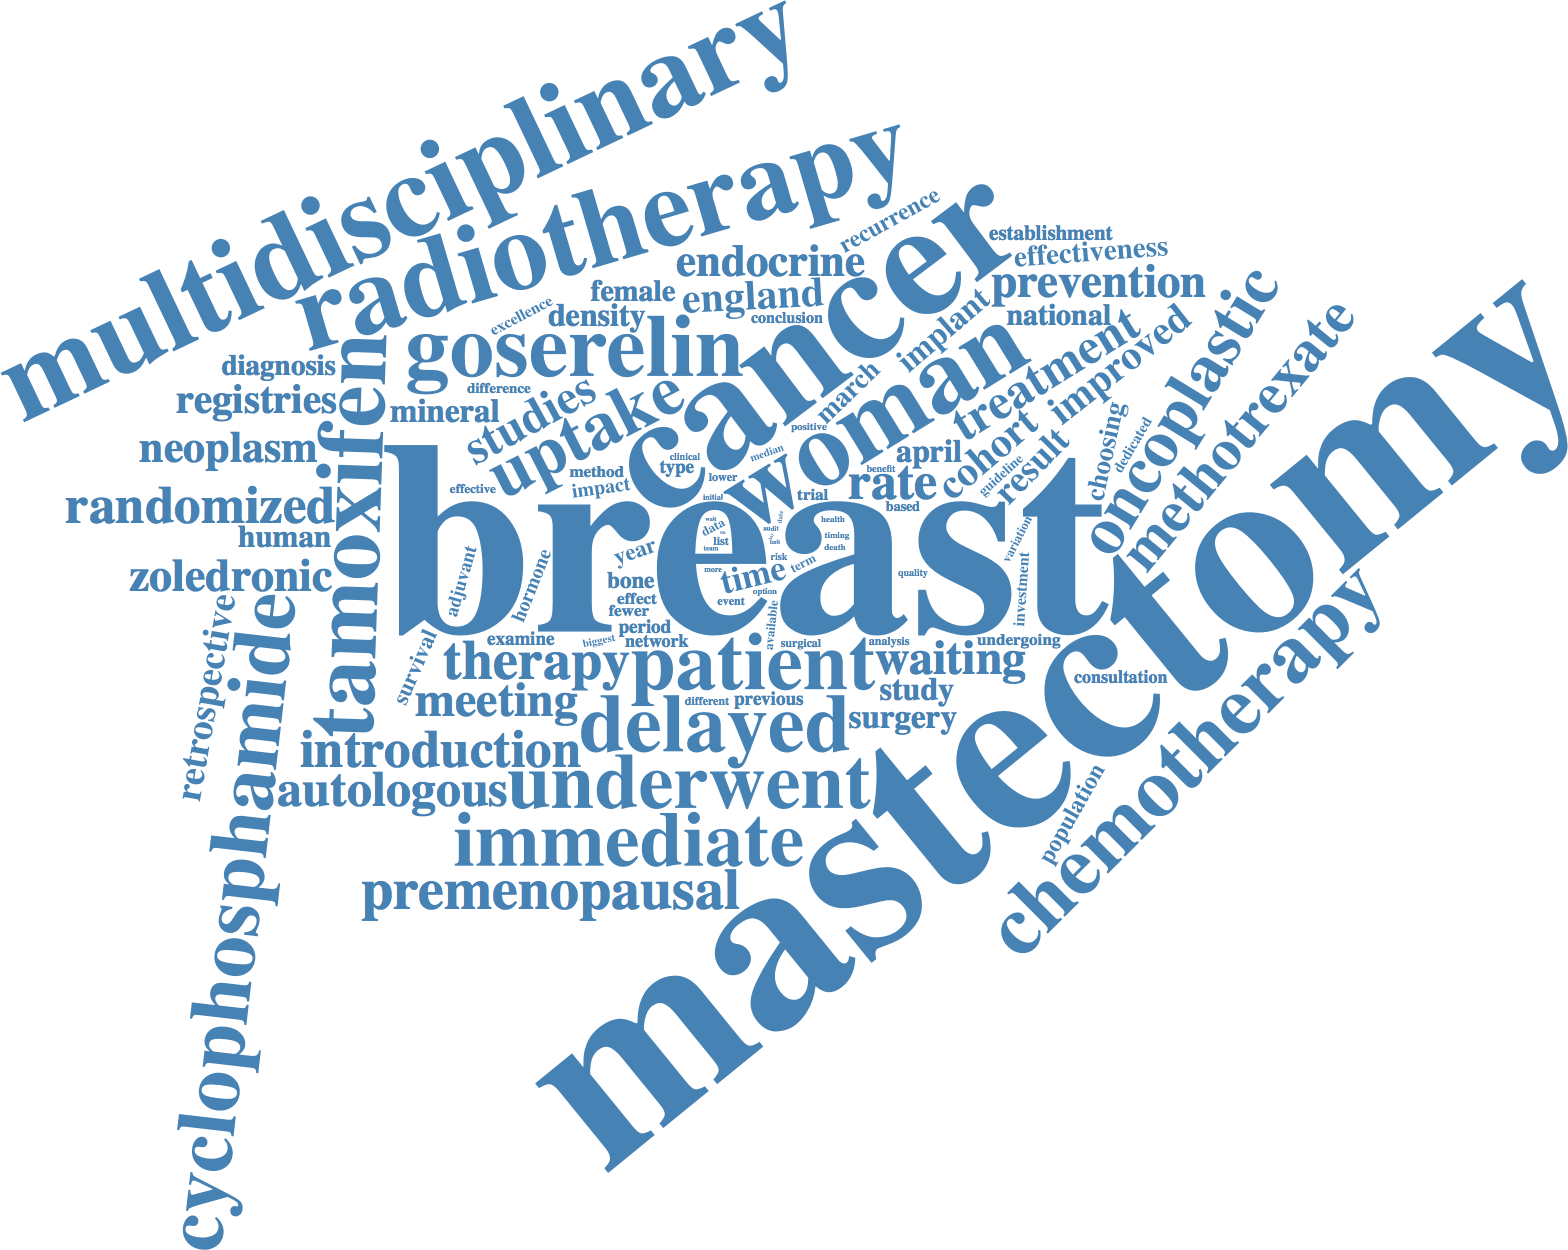 multidisciplinary
radiotherapy
recurrence
cancer
establishment
effectiveness
endocrine
prevention
female
england
excellence
density
conclusion
implant
national
oncoplastic
goserelin
woman
treatment
improved
methotrexate
mastectomy
diagnosis
tamoxifen
difference
march
registries
mineral
studies
uptake
positive
cohort
choosing
dedicated
neoplasm
clinical
type
median
april
result
method
lower
benefit
guideline
effective
impact
initial
trial
rate
based
randomized
breast
human
wait
data
life
list
team
date
audit
task
health
timing
death
variation
year
risk
zoledronic
adjuvant
hormone
bone
more
time
term
quality
investment
effect
option
event
fewer
available
retrospective
cyclophosphamide
survival
examine
biggest
period
network
surgical
analysis
undergoing
therapy
patient
waiting
consultation
chemotherapy
meeting
different
previous
study
delayed
surgery
introduction
autologous
underwent
population
immediate
premenopausal